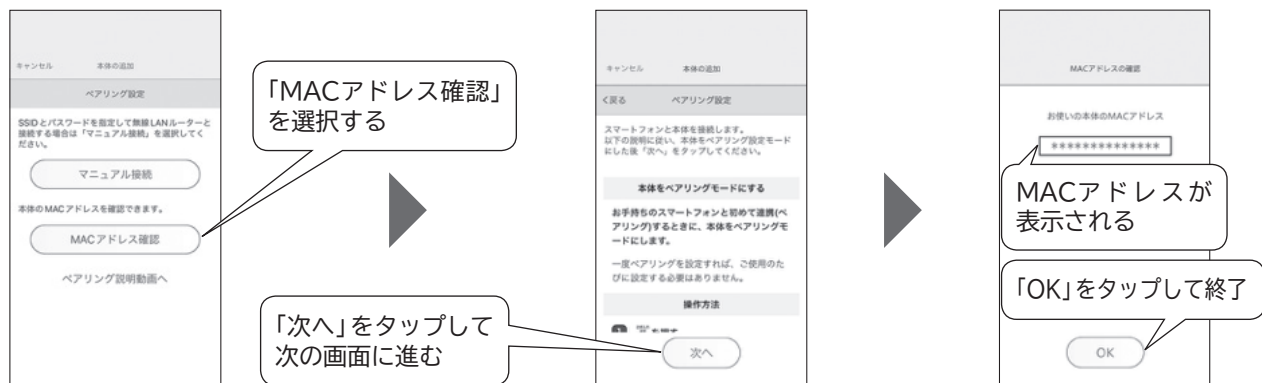 キャンセル 本体の追加
ペアリング設定
SSIDとパスワードを指定して無線LANルーターと
接続する場合は「マニュアル接続」を選択してく
ださい。
マニュアル接続
本体のMACアドレスを確認できます。
MACアドレス確認
ペアリング説明動画へ
「MACアドレス確認」
を選択する
キャンセル 本体の追加
く戻る ペアリング設定
スマートフォンと本体を接続します。
以下の説明に従い、本体をペアリング設定モード
にした後「次へ」をタップしてください。
本体をペアリングモードにする
お手持ちのスマートフォンと初めて連携(ペ
アリング)するときに、本体をペアリングモ
ードにします。
一度ペアリングを設定すれば、ご使用のた
びに設定する必要はありません。
操作方法
1
次へ
「次へ」をタップして
次の画面に進む
MACアドレスの確認
お使いの本体のMACアドレス
**************
MACアドレスが
表示される
「OK」をタップして終了
OK